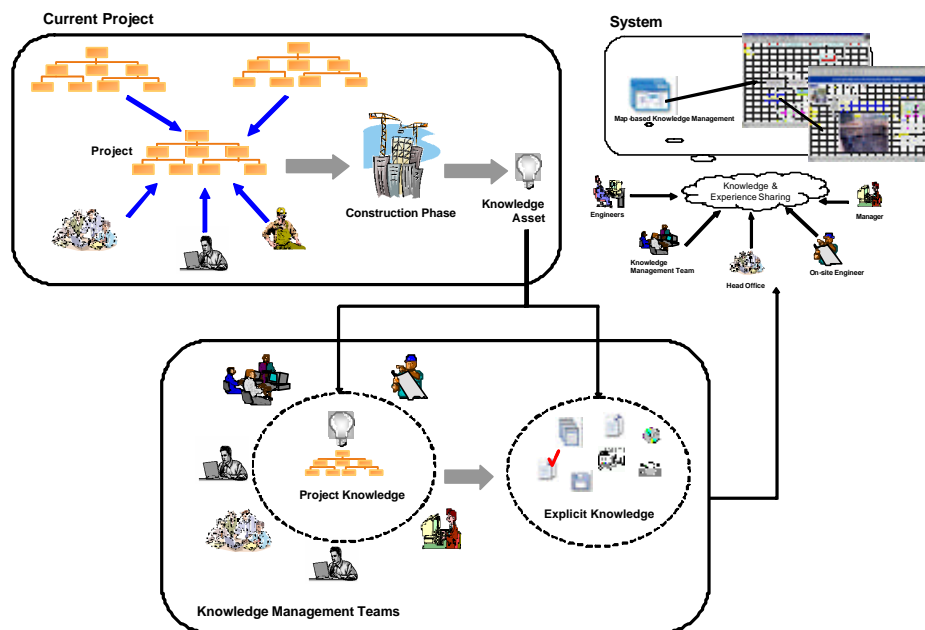 Current Project
System
Map-based Knowledge Management
Project
Construction Phase
Knowledge
Asset
Knowledge &
Experience Sharing
Engineers
Manager
Knowledge
Management Team
Head Office
On-site Engineer
Project Knowledge
Explicit Knowledge
Knowledge Management Teams